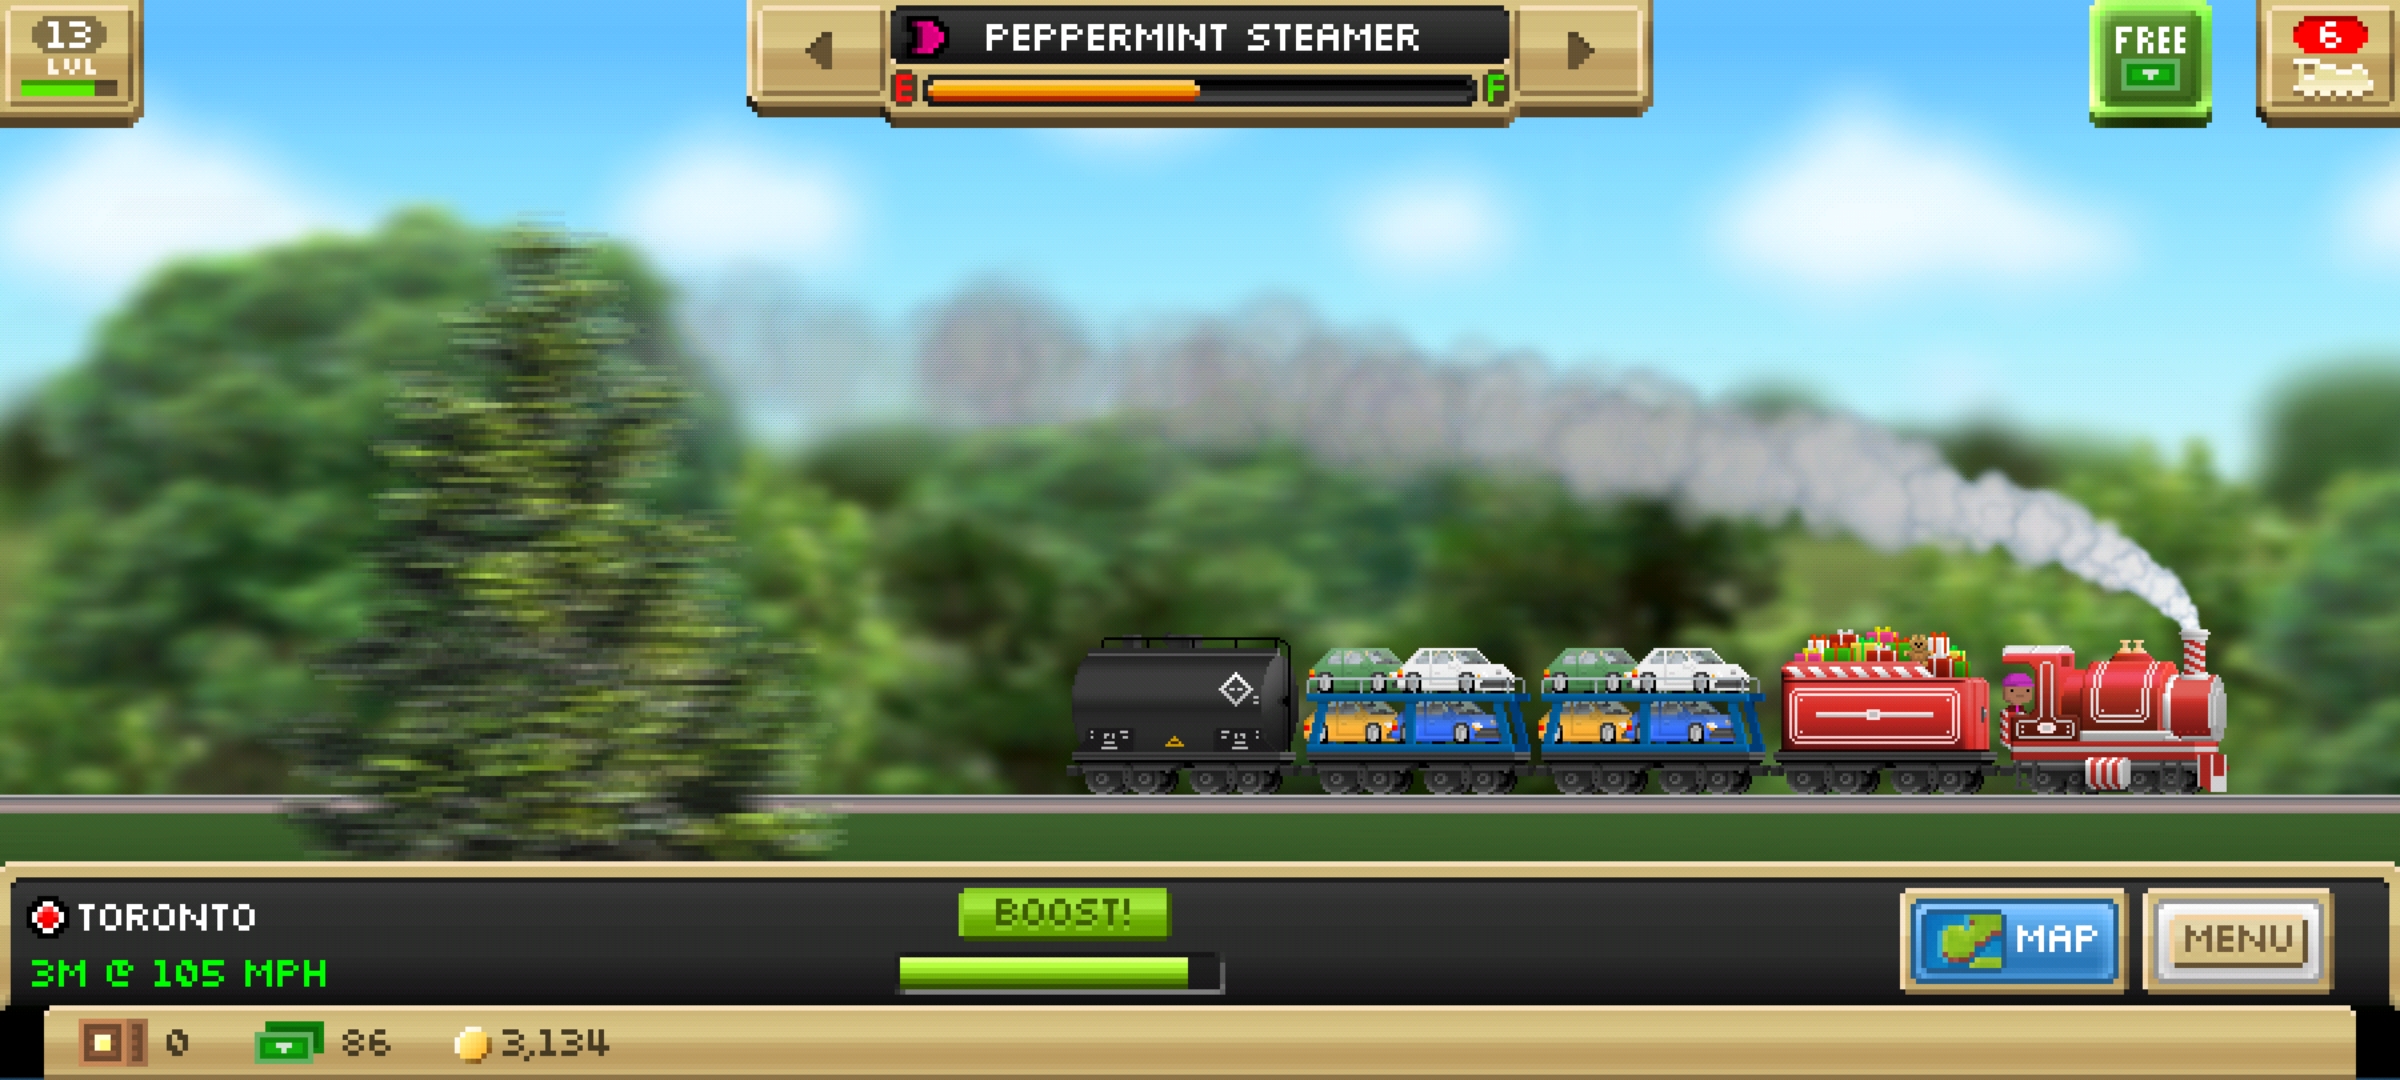 13
LVL
PEPPERMINT STEAMER
E F
FREE
6
TORONTO
3M @ 105 MPH
BOOST!
MAP
MENU
0
86
3,134